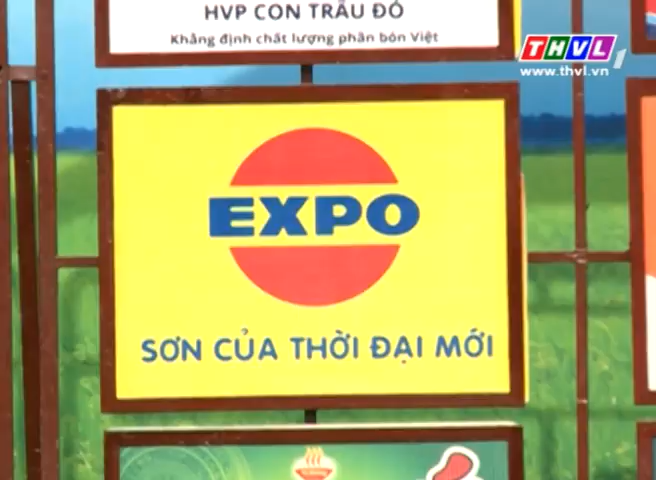 HVP CON TRÂU ĐỎ
Khẳng định chất lượng phân bón Việt
THVL1
www.thvl.vn
EXPO
SƠN CỦA THỜI ĐẠI MỚI